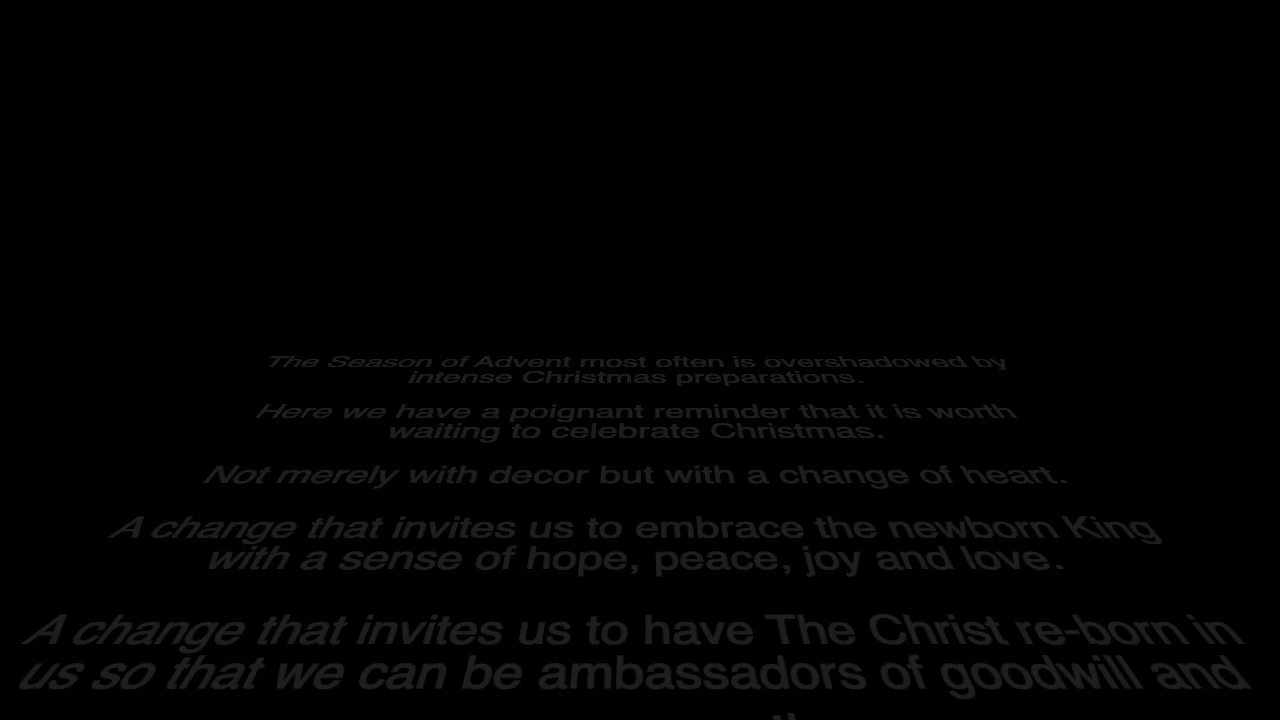 The Season of Advent most often is overshadowed by
intense Christmas preparations.
Here we have a poignant reminder that it is worth
waiting to celebrate Christmas.
Not merely with decor but with a change of heart.
A change that invites us to embrace the newborn King
with a sense of hope, peace, joy and love.
A change that invites us to have The Christ re-born in
us so that we can be ambassadors of goodwill and